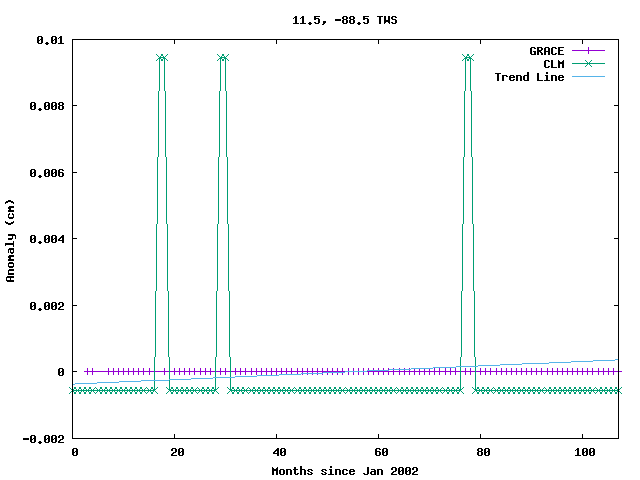 11.5, -88.5 TWS
0.01
0.008
0.006
0.004
0.002
0
-0.002
Anomaly (cm)
GRACE
CLM
Trend Line
0 20 40 60 80 100
Months since Jan 2002